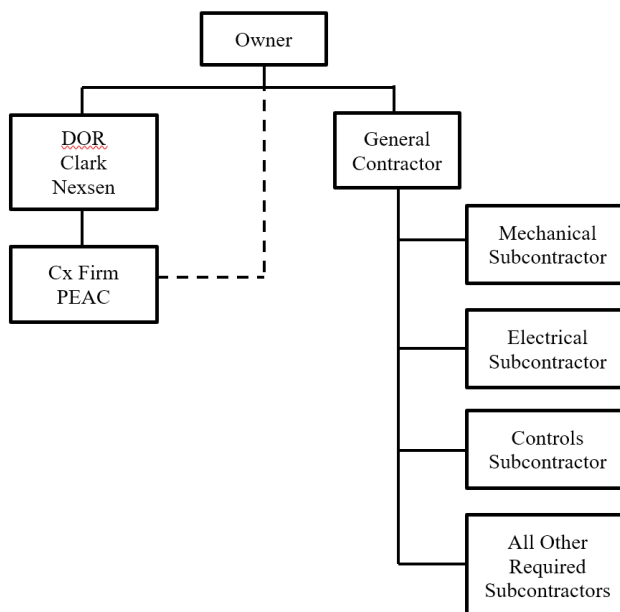 Owner
DOR
Clark
Nexsen
General
Contractor
Cx Firm
PEAC
Mechanical
Subcontractor
Electrical
Subcontractor
Controls
Subcontractor
All Other
Required
Subcontractors